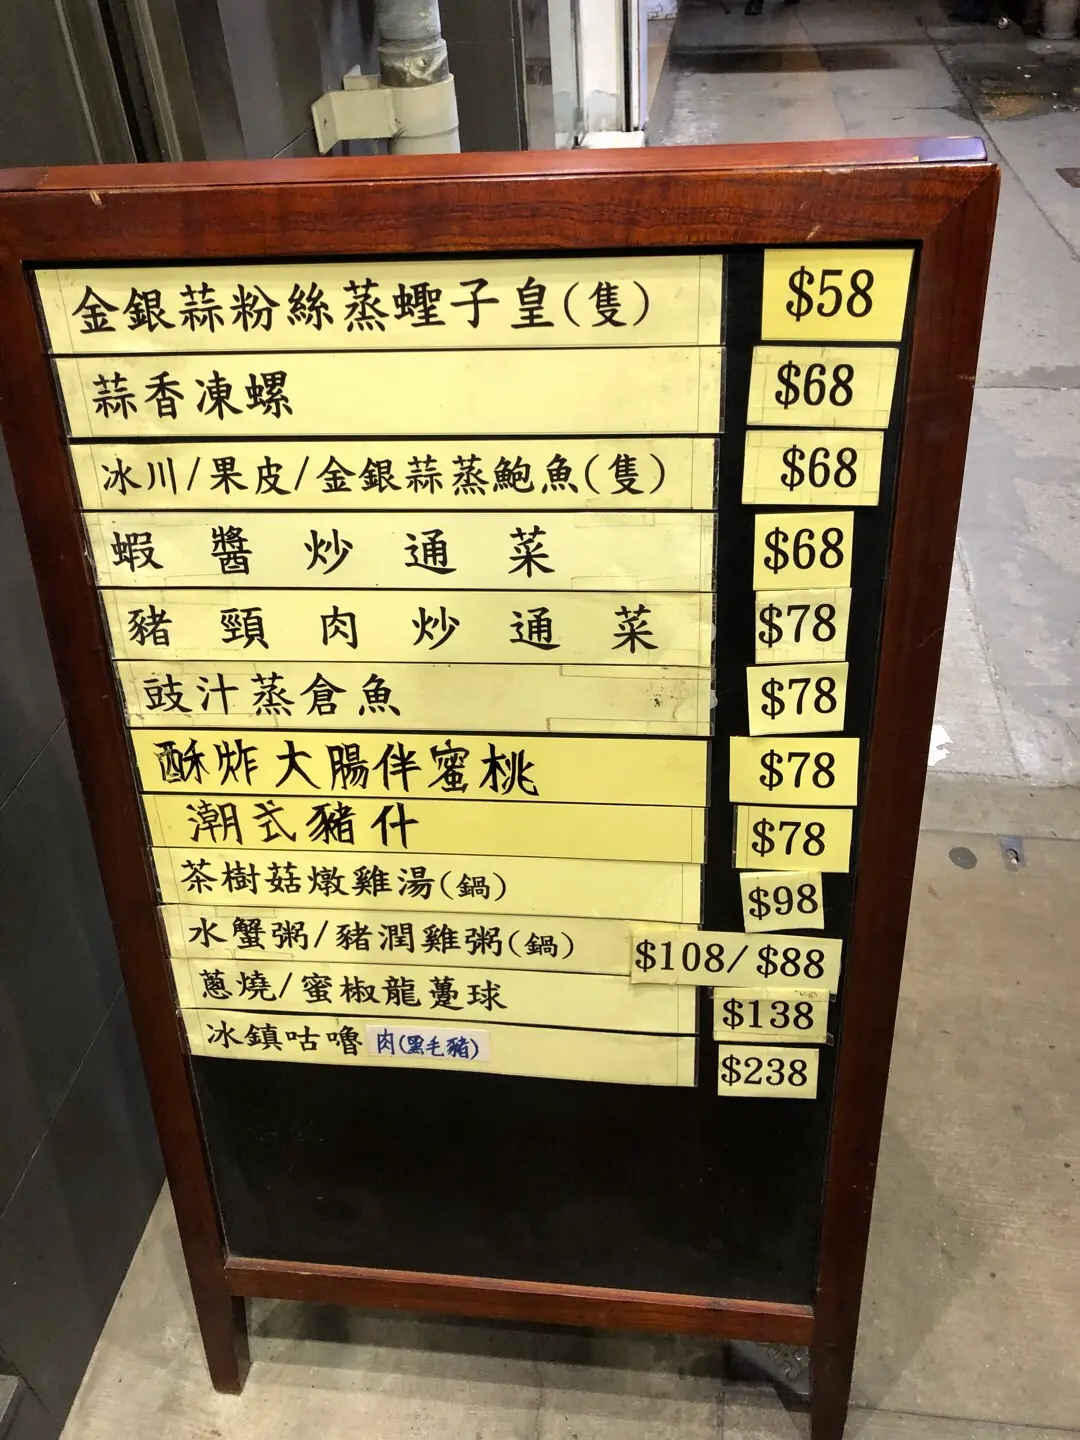 金銀蒜粉絲蒸蟶子皇(隻) $58
蒜香凍螺 $68
冰川/果皮/金銀蒜蒸鮑魚(隻) $68
蝦醬炒通菜 $68
豬頸肉炒通菜 $78
豉汁蒸倉魚 $78
酥炸大腸伴蜜桃 $78
潮式豬什 $78
茶樹菇燉雞湯(鍋) $98
水蟹粥/豬潤雞粥(鍋) $108/$88
蔥燒/蜜椒龍躉球 $138
冰鎮咕嚕肉(黑毛豬) $238